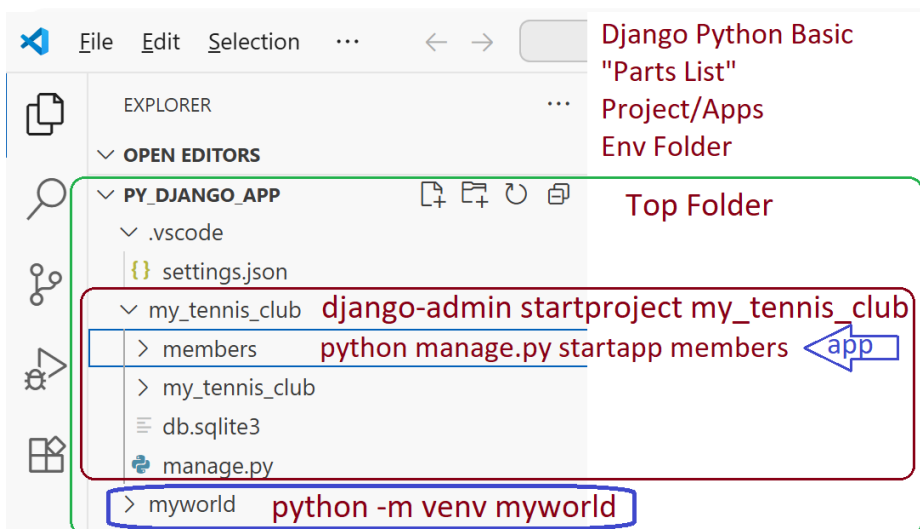 File Edit Selection ...
Django Python Basic
"Parts List"
Project/Apps
Env Folder
EXPLORER ...
OPEN EDITORS
PY_DJANGO_APP
Top Folder
.vscode
{} settings.json
my_tennis_club django-admin startproject my_tennis_club
members python manage.py startapp members app
my_tennis_club
db.sqlite3
manage.py
myworld python -m venv myworld